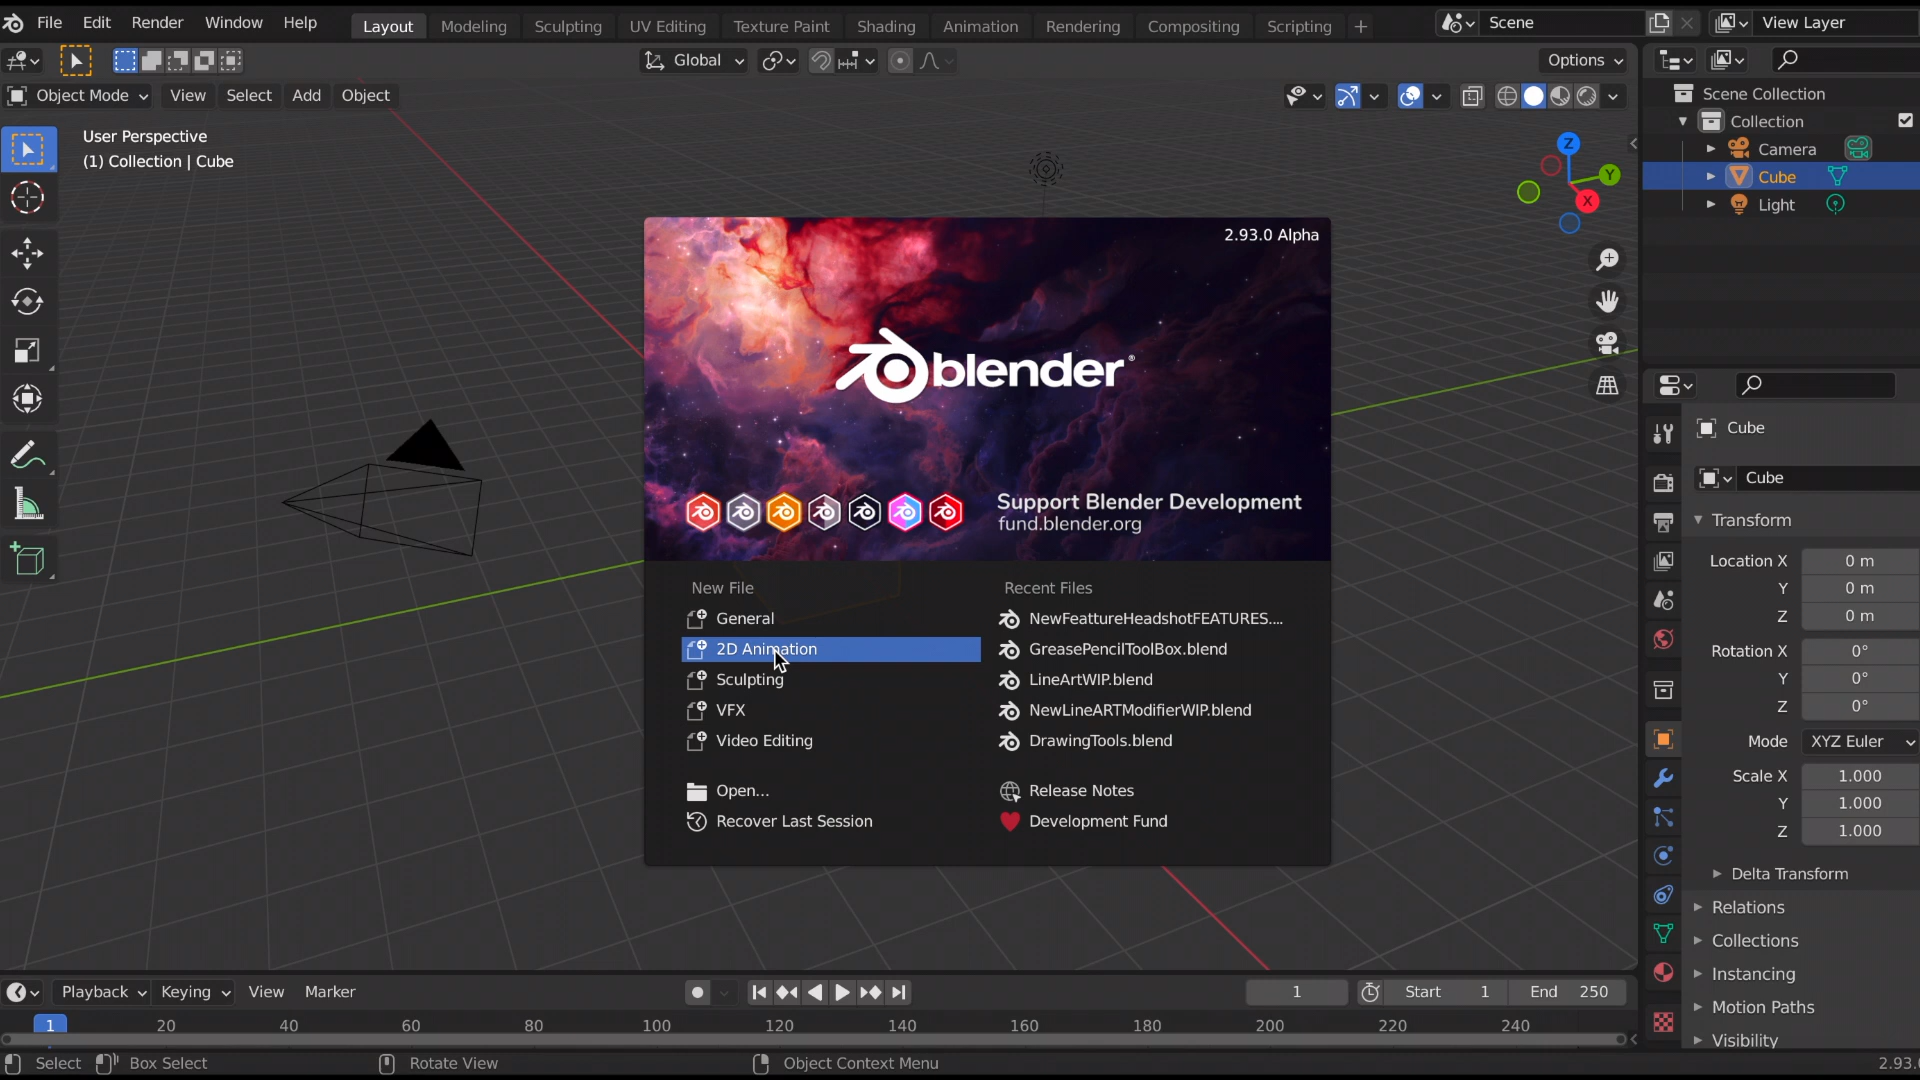 File Edit Render Window Help Layout Modeling Sculpting UV Editing Texture Paint Shading Animation Rendering Compositing Scripting + Scene View Layer
Global Options
Object Mode View Select Add Object
User Perspective
(1) Collection | Cube
Z
Y
X
Scene Collection
Collection
Camera
Cube
Light
2.93.0 Alpha
blender®
Support Blender Development
fund.blender.org
New File
General
2D Animation
Sculpting
VFX
Video Editing
Open...
Recover Last Session
Recent Files
NewFeattureHeadshotFEATURES....
GreasePencilToolBox.blend
LineArtWIP.blend
NewLineARTModifierWIP.blend
DrawingTools.blend
Release Notes
Development Fund
Cube
Cube
Transform
Location X 0 m
Y 0 m
Z 0 m
Rotation X 0°
Y 0°
Z 0°
Mode XYZ Euler
Scale X 1.000
Y 1.000
Z 1.000
Delta Transform
Relations
Collections
Instancing
Motion Paths
Visibility
Playback Keying View Marker 1 Start 1 End 250
1 20 40 60 80 100 120 140 160 180 200 220 240
Select Box Select Rotate View Object Context Menu 2.93.